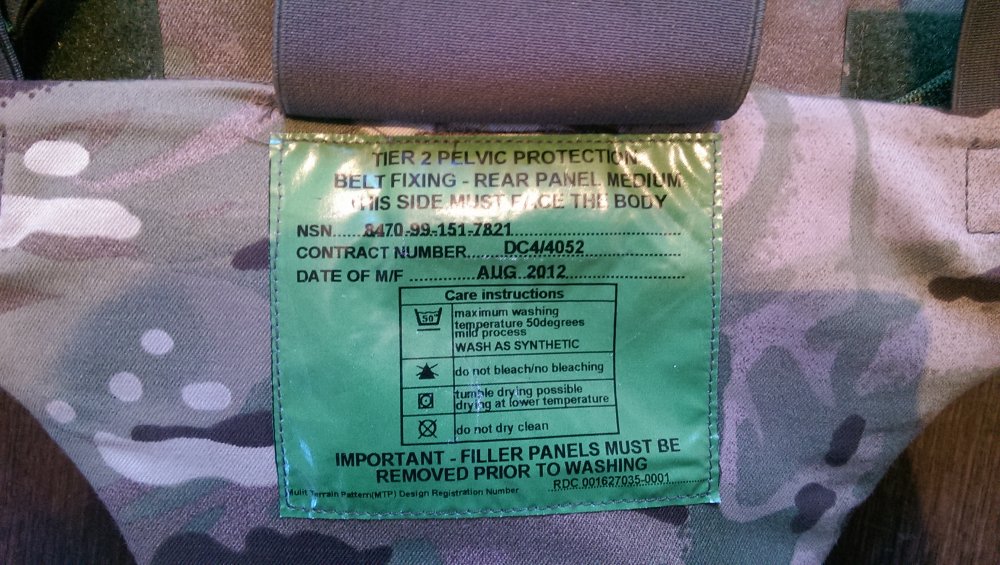 TIER 2 PELVIC PROTECTION
BELT FIXING - REAR PANEL MEDIUM
THIS SIDE MUST FACE THE BODY
NSN.....8470-99-151-7821
CONTRACT NUMBER.......DC4/4052
DATE OF M/F ............AUG 2012
Care instructions
50
maximum washing
temperature 50degrees
mild process
WASH AS SYNTHETIC
do not bleach/no bleaching
tumble drying possible
drying at lower temperature
do not dry clean
IMPORTANT - FILLER PANELS MUST BE
REMOVED PRIOR TO WASHING
RDC 001627035-0001
Mulit Terrain Pattern(MTP) Design Registration Number